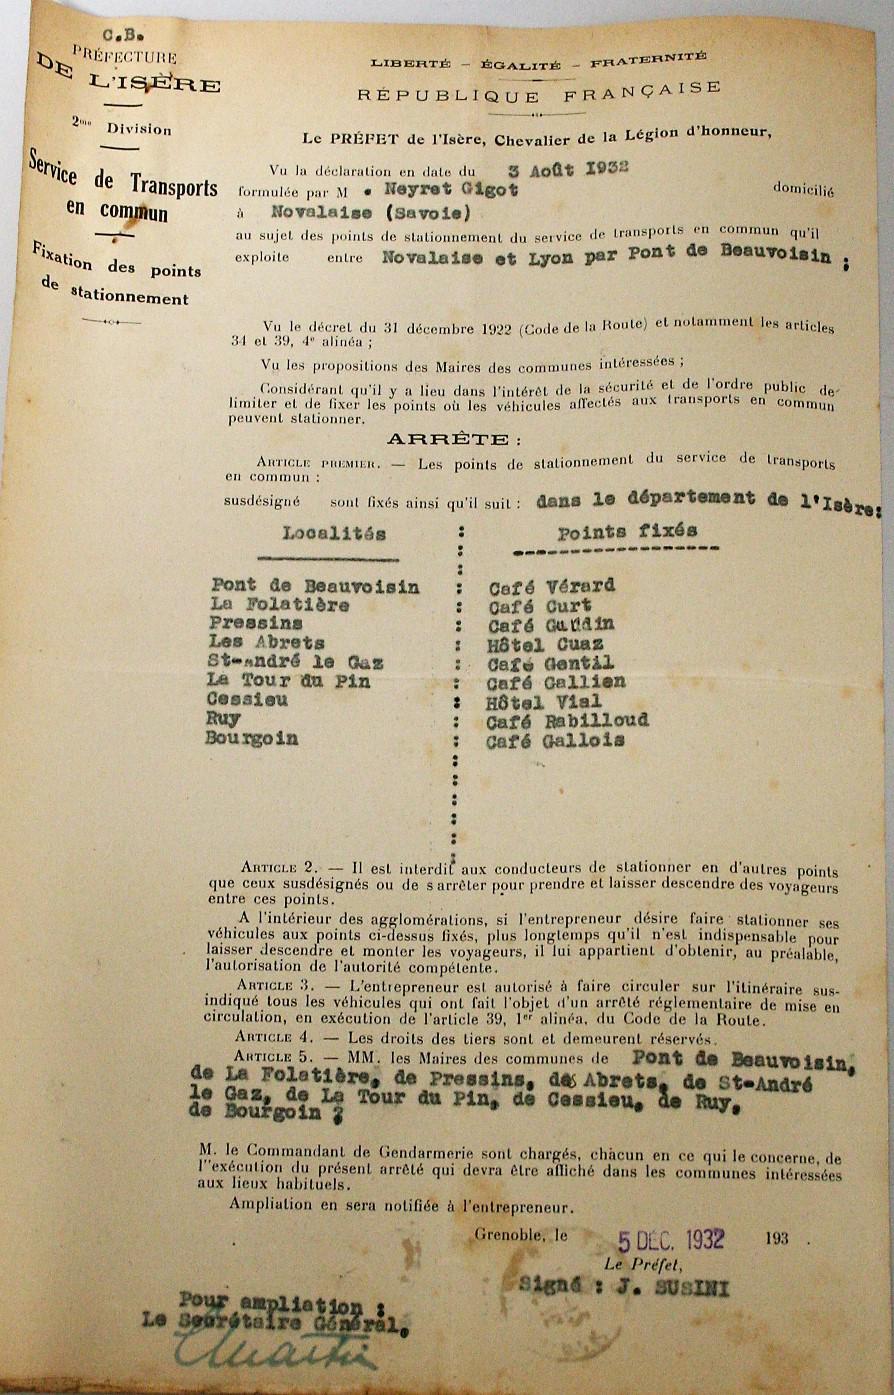 C.B.
PRÉFECTURE
DE L'ISÈRE
2me Division
Service de Transports
en commun
Fixation des points
de stationnement
LIBERTÉ – ÉGALITÉ – FRATERNITÉ
RÉPUBLIQUE FRANÇAISE
Le PRÉFET de l'Isère, Chevalier de la Légion d'honneur,
Vu la déclaration en date du 3 Août 1932
formulée par M . Neyret Gigot domicilié
à Novalaise (Savoie)
au sujet des points de stationnement du service de transports en commun qu'il
exploite entre Novalaise et Lyon par Pont de Beauvoisin ;
Vu le décret du 31 décembre 1922 (Code de la Route) et notamment les articles
34 et 39, 4e alinéa ;
Vu les propositions des Maires des communes intéressées ;
Considérant qu'il y a lieu dans l'intérêt de la sécurité et de l'ordre public de
limiter et de fixer les points où les véhicules affectés aux transports en commun
peuvent stationner.
ARRÊTE :
ARTICLE PREMIER. — Les points de stationnement du service de transports
en commun :
susdésigné sont fixés ainsi qu'il suit : dans le département de l'Isère:
Localités : Points fixés
Pont de Beauvoisin : Café Vérard
La Folatière : Café Curt
Pressins : Café
Les Abrets : Hôtel Cuaz
St-André le Gaz : Café Gentil
La Tour du Pin : Café Gallien
Cessieu : Hôtel Vial
Ruy : Café Rabilloud
Bourgoin : Café Gallois
ARTICLE 2. — Il est interdit aux conducteurs de stationner en d'autres points
que ceux susdésignés ou de s arrêter pour prendre et laisser descendre des voyageurs
entre ces points.
A l'intérieur des agglomérations, si l'entrepreneur désire faire stationner ses
véhicules aux points ci-dessus fixés, plus longtemps qu'il n'est indispensable pour
laisser descendre et monter les voyageurs, il lui appartient d'obtenir, au préalable,
l'autorisation de l'autorité compétente.
ARTICLE 3. — L'entrepreneur est autorisé à faire circuler sur l'itinéraire sus-
indiqué tous les véhicules qui ont fait l'objet d'un arrêté réglementaire de mise en
circulation, en exécution de l'article 39, 1er alinéa, du Code de la Route.
ARTICLE 4. — Les droits des tiers sont et demeurent réservés.
ARTICLE 5. — MM. les Maires des communes de Pont de Beauvoisin,
de La Folatière, de Pressins, des Abrets, de St-André
le Gaz, de La Tour du Pin, de Cessieu, de Ruy,
de Bourgoin ;
M. le Commandant de Gendarmerie sont chargés, chacun en ce qui le concerne, de
l'exécution du présent arrêté qui devra être affiché dans les communes intéressées
aux lieux habituels.
Ampliation en sera notifiée à l'entrepreneur.
Grenoble, le 5 DEC. 1932 193 .
Le Préfet,
Signé : J. SUSINI
Pour ampliation :
Le Secrétaire Général,